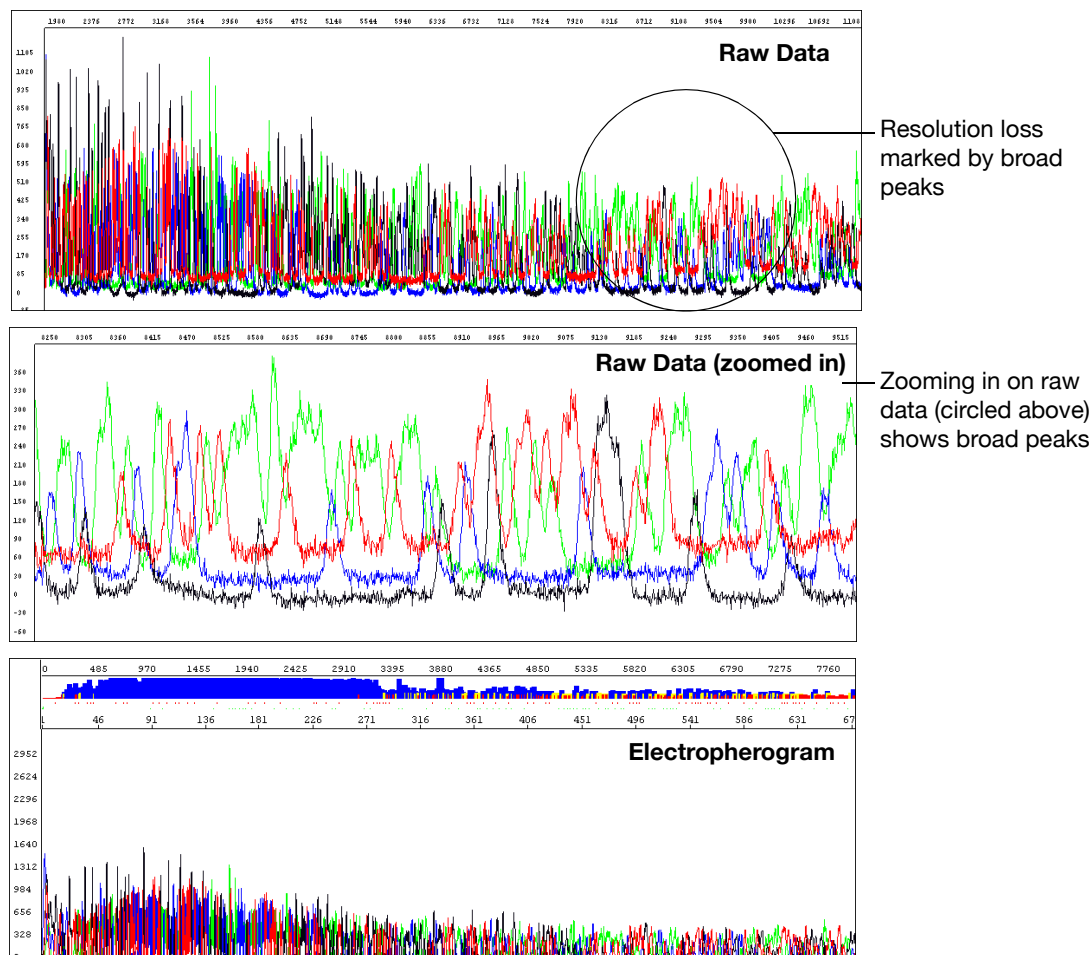 1980 2376 2772 3168 3564 3960 4356 4752 5148 5544 5940 6336 6732 7128 7524 7920 8316 8712 9108 9504 9900 10296 10692 1108
Raw Data
1105
1020
925
850
765
680
595
510
425
340
255
170
85
0
Resolution loss
marked by broad
peaks
8250 8305 8360 8415 8470 8525 8580 8635 8690 8745 8800 8855 8910 8965 9020 9075 9130 9185 9240 9295 9350 9405 9460 9515
Raw Data (zoomed in)
360
330
300
270
240
210
180
150
120
90
60
30
0
-30
-60
Zooming in on raw
data (circled above)
shows broad peaks
0 485 970 1455 1940 2425 2910 3395 3880 4365 4850 5335 5820 6305 6790 7275 7760
46 91 136 181 226 271 316 361 406 451 496 541 586 631 67
Electropherogram
2952
2624
2296
1968
1640
1312
984
656
328